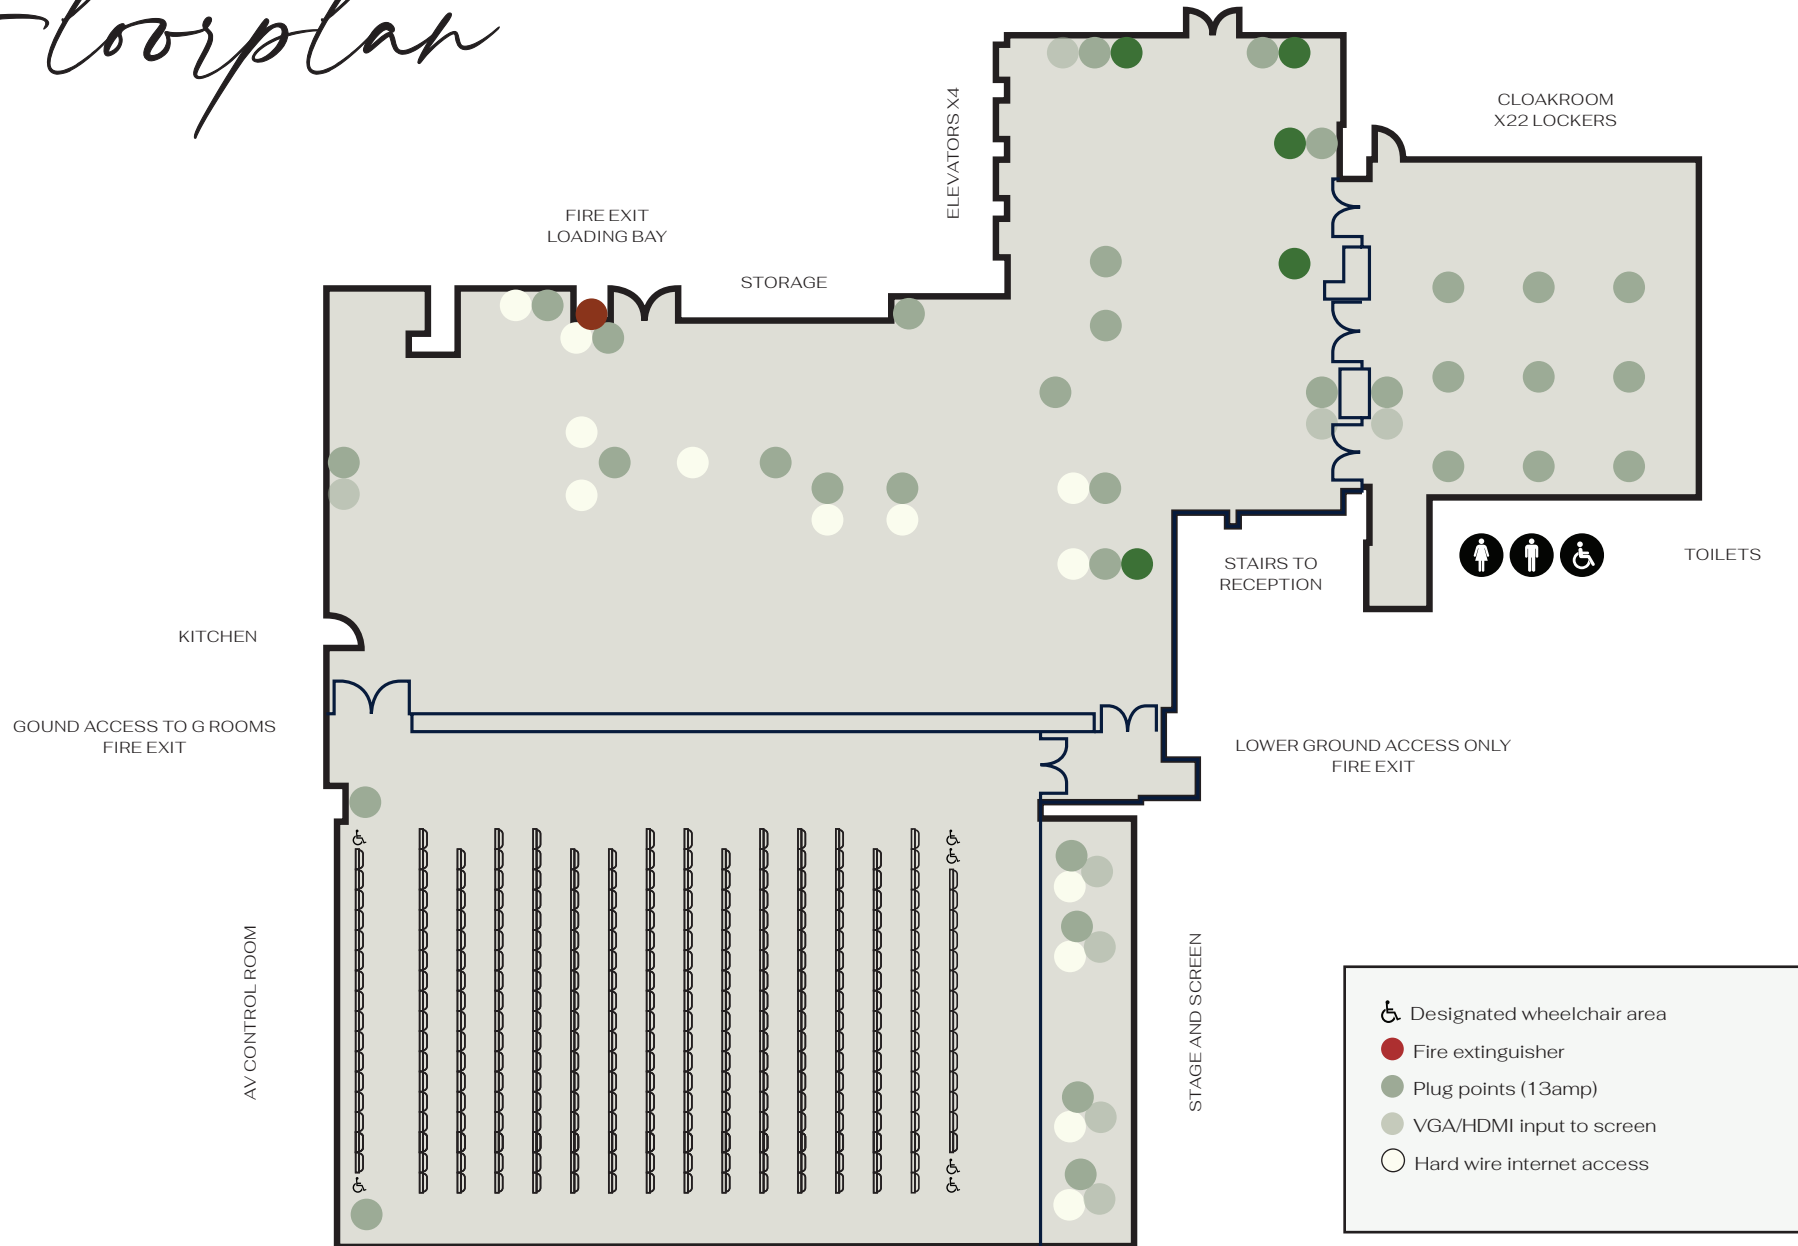 Floorplan
ELEVATORS X4
CLOAKROOM
X22 LOCKERS
FIRE EXIT
LOADING BAY
STORAGE
STAIRS TO
RECEPTION
TOILETS
KITCHEN
GOUND ACCESS TO G ROOMS
FIRE EXIT
LOWER GROUND ACCESS ONLY
FIRE EXIT
AV CONTROL ROOM
STAGE AND SCREEN
Designated wheelchair area
Fire extinguisher
Plug points (13amp)
VGA/HDMI input to screen
Hard wire internet access